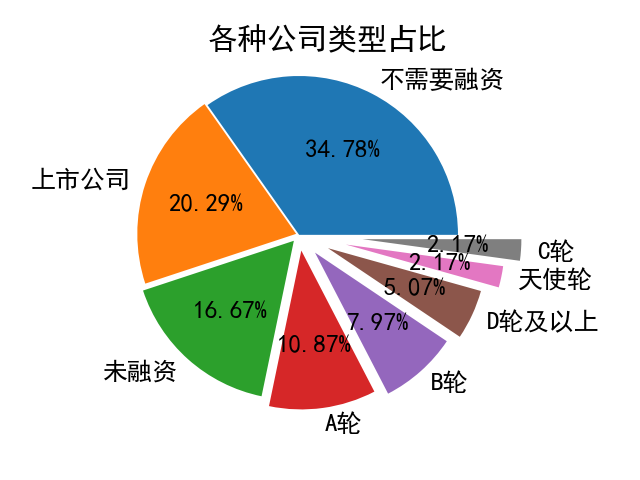 各种公司类型占比
不需要融资
34.78%
上市公司
20.29%
未融资
16.67%
A轮
10.87%
B轮
7.97%
D轮及以上
5.07%
天使轮
2.17%
C轮
2.17%